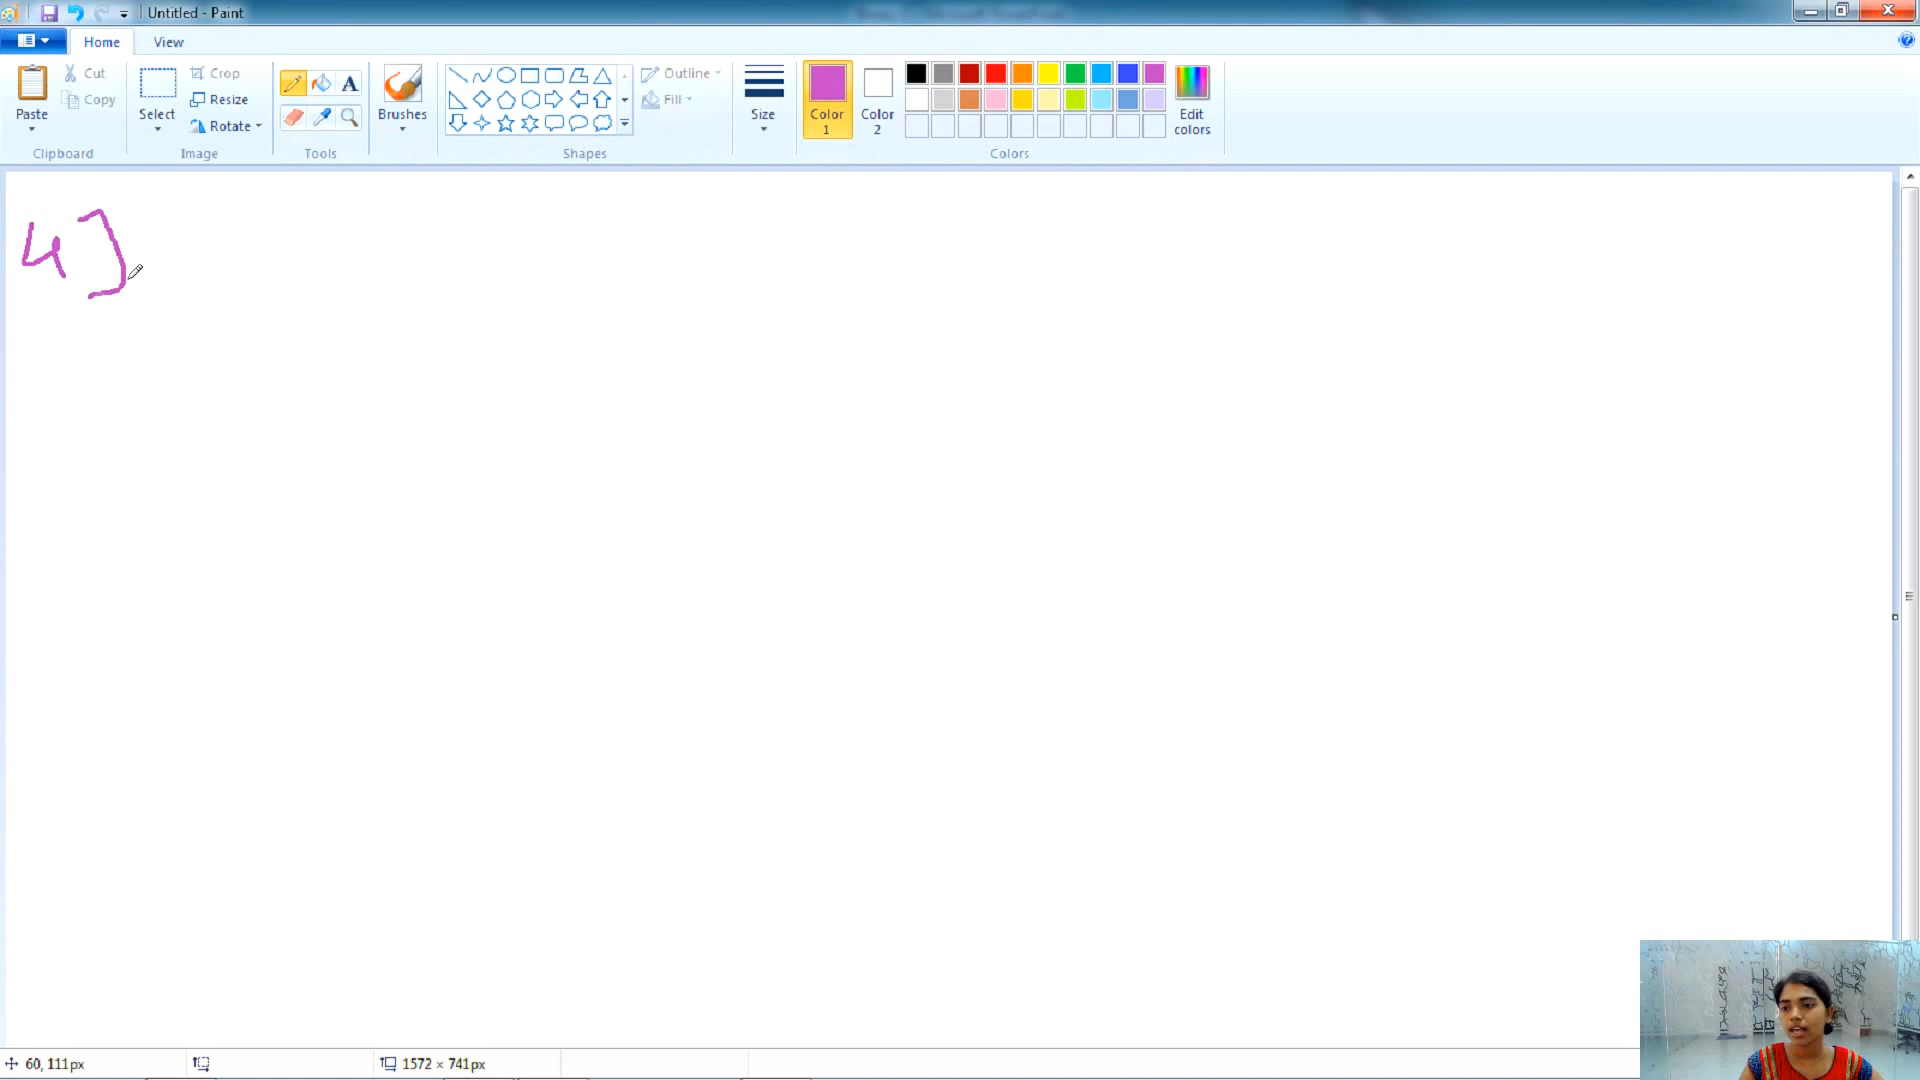 Untitled - Paint
Home View
Paste
Cut
Copy
Clipboard
Select
Crop
Resize
Rotate
Image
A
Tools
Brushes
Shapes
Outline
Fill
Size
Color 1
Color 2
Colors
Edit colors
4]
60, 111px
1572 × 741px